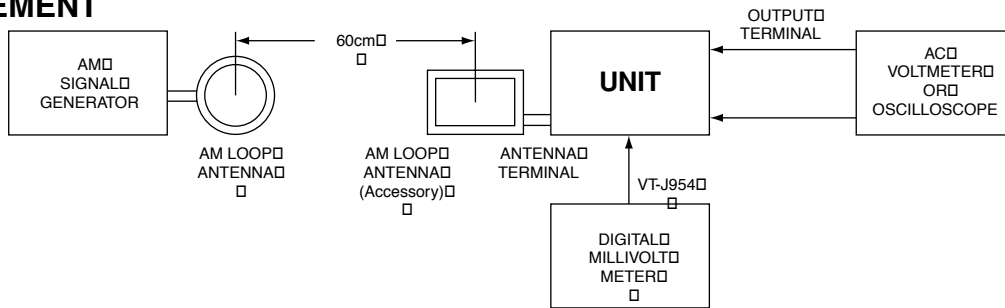 EMENT
AM
SIGNAL
GENERATOR
60cm
UNIT
OUTPUT
TERMINAL
AC
VOLTMETER
OR
OSCILLOSCOPE
AM LOOP
ANTENNA
AM LOOP
ANTENNA
(Accessory)
ANTENNA
TERMINAL
VT-J954
DIGITAL
MILLIVOLT
METER